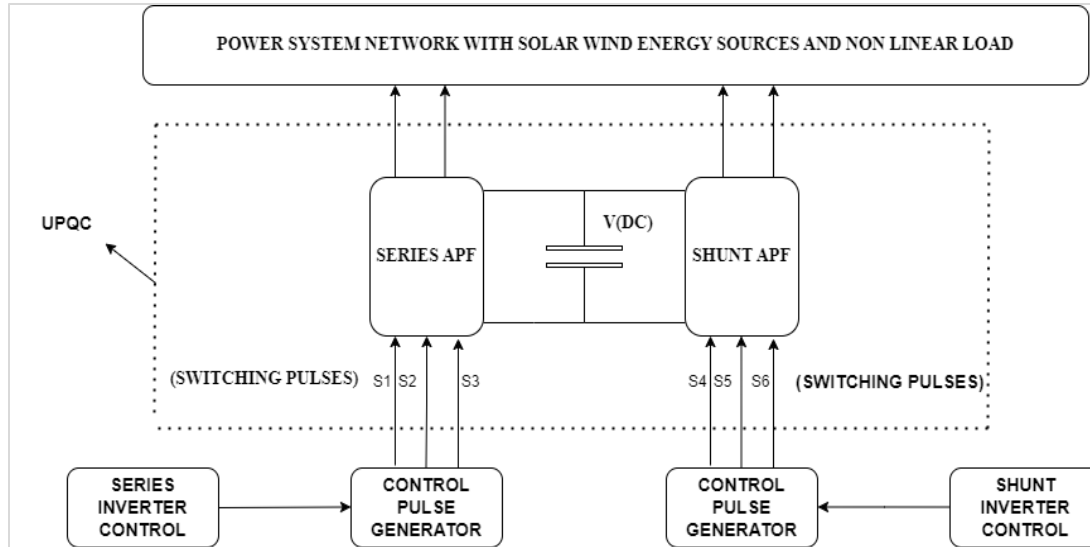 POWER SYSTEM NETWORK WITH SOLAR WIND ENERGY SOURCES AND NON LINEAR LOAD
UPQC
SERIES APF
V(DC)
SHUNT APF
(SWITCHING PULSES)
S1
S2
S3
S4
S5
S6
(SWITCHING PULSES)
SERIES
INVERTER
CONTROL
CONTROL
PULSE
GENERATOR
CONTROL
PULSE
GENERATOR
SHUNT
INVERTER
CONTROL